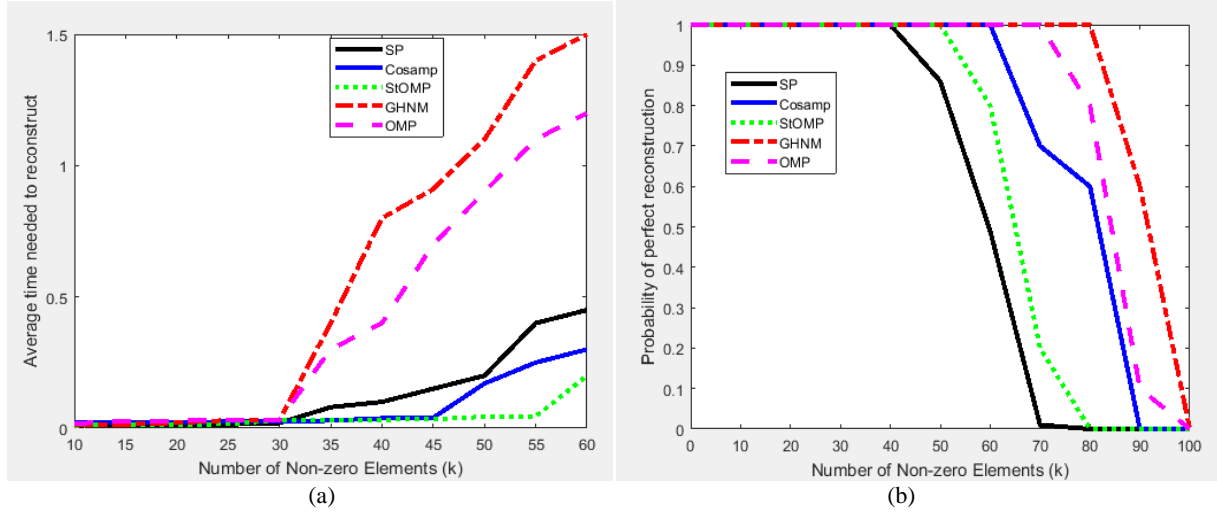 1.5
1
0.5
0
Average time needed to reconstruct
SP
Cosamp
StOMP
GHNM
OMP
10 15 20 25 30 35 40 45 50 55 60
Number of Non-zero Elements (k)
(a)
1
0.9
0.8
0.7
0.6
0.5
0.4
0.3
0.2
0.1
0
Probability of perfect reconstruction
SP
Cosamp
StOMP
GHNM
OMP
0 10 20 30 40 50 60 70 80 90 100
Number of Non-zero Elements (k)
(b)